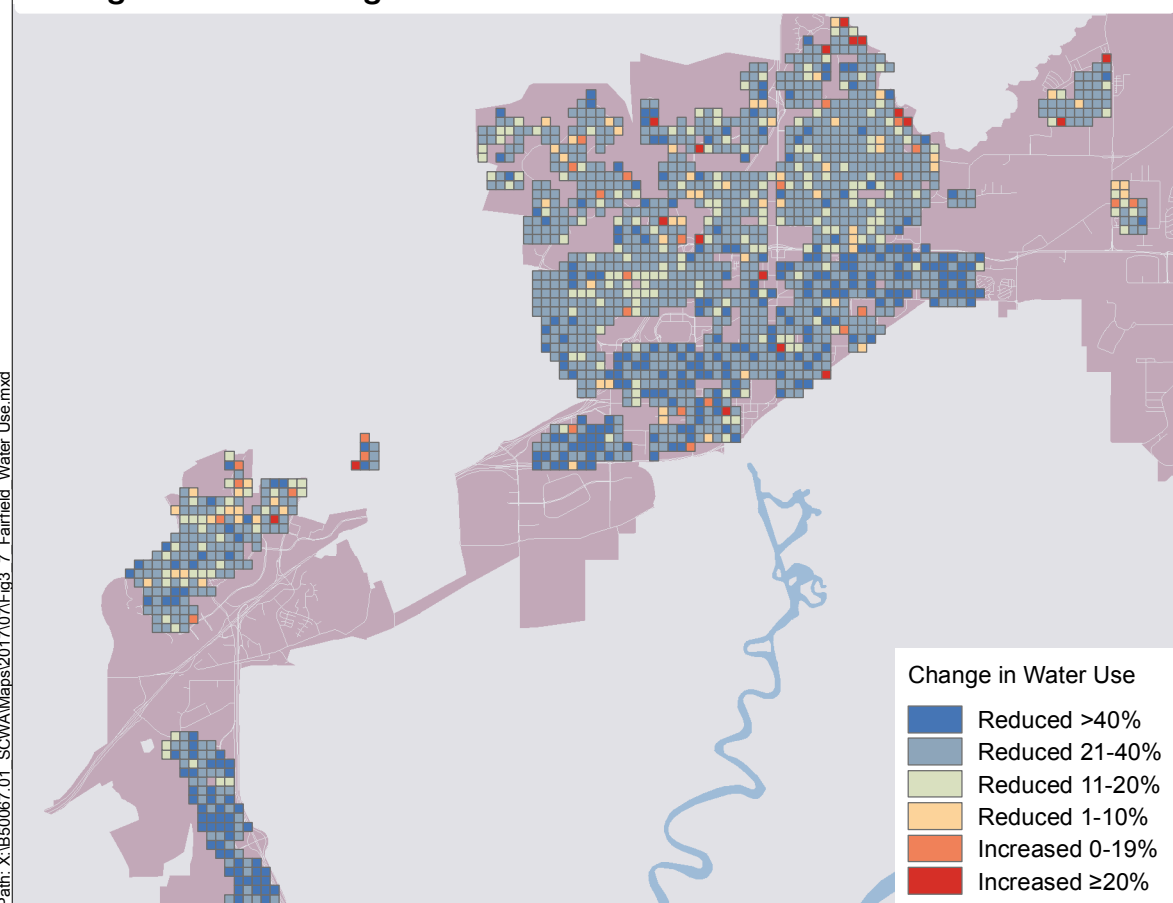 Path: X:\B50067.01_SCWA\Maps\2017\07\Fig3_7_Fairfield_Water_Use.mxd
Change in Water Use
Reduced >40%
Reduced 21-40%
Reduced 11-20%
Reduced 1-10%
Increased 0-19%
Increased ≥20%